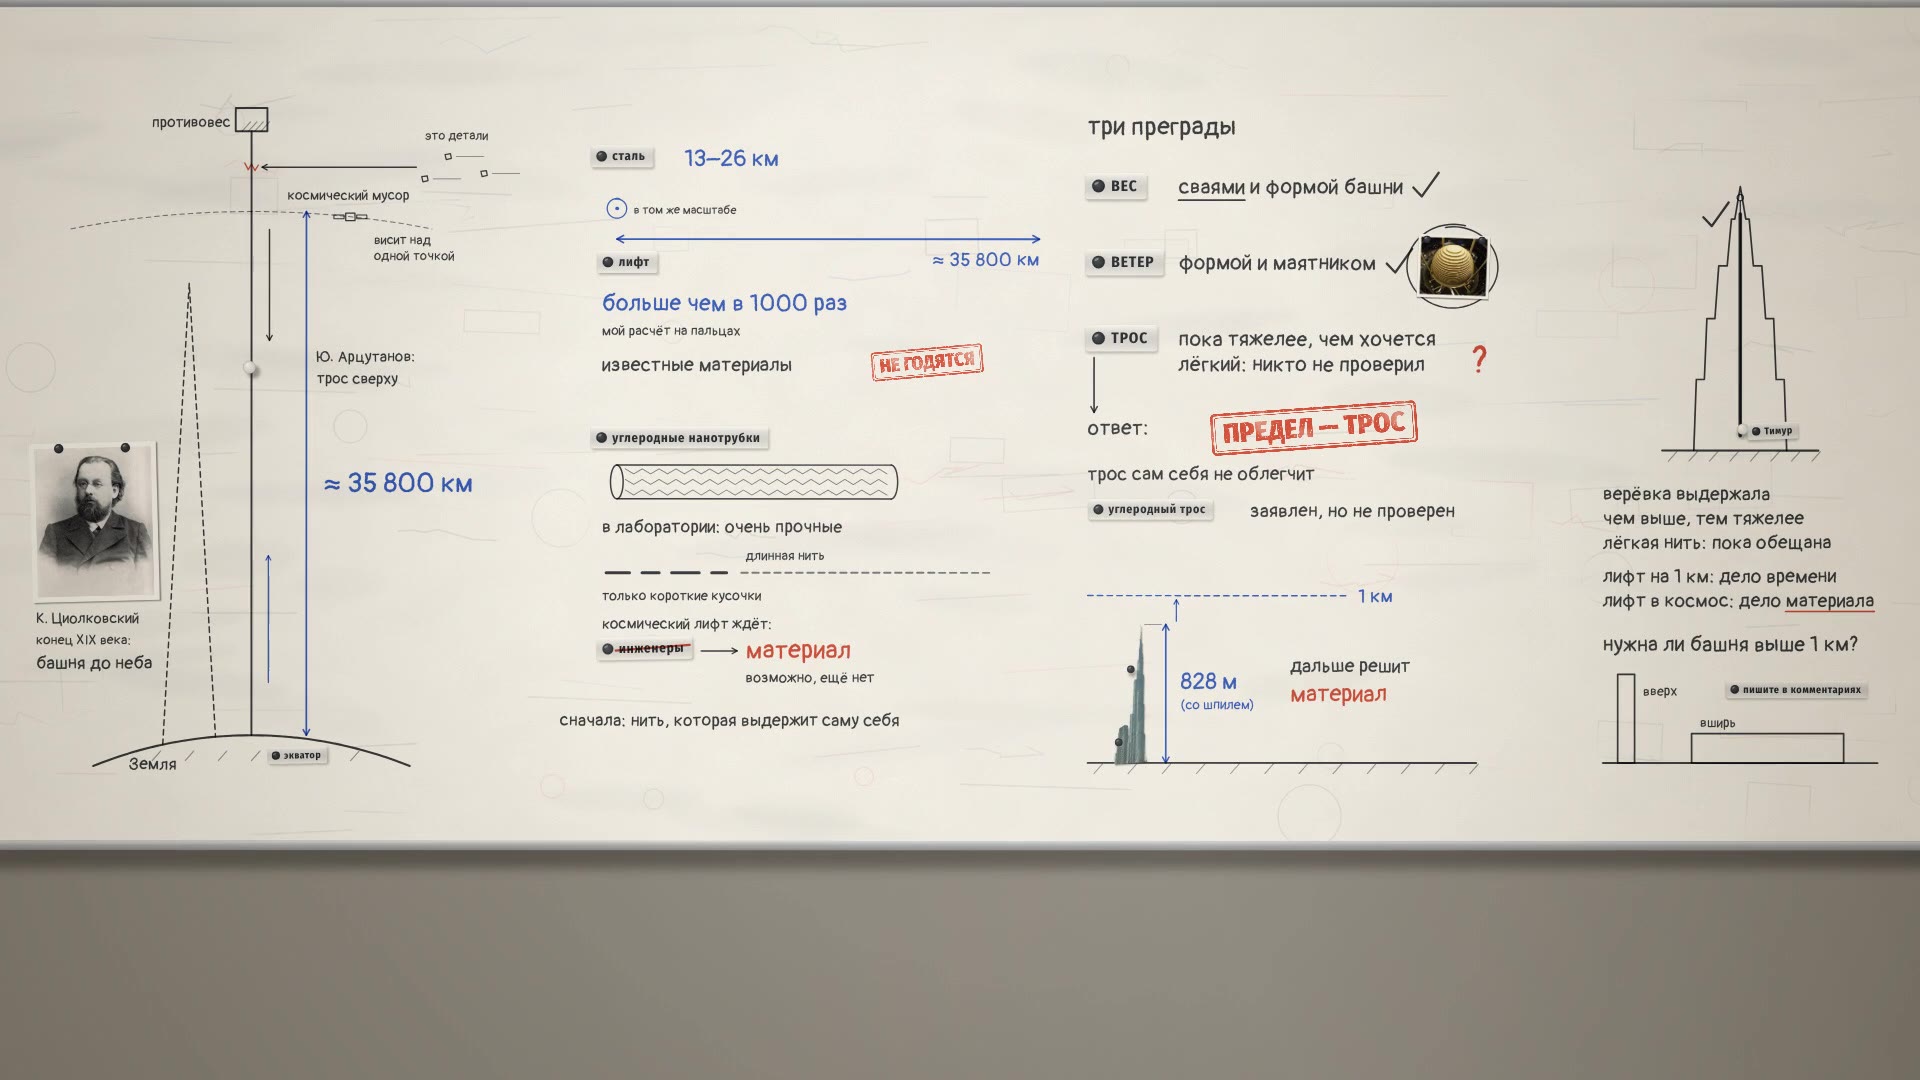 противовес
это детали
космический мусор
висит над
одной точкой
Ю. Арцутанов:
трос сверху
≈ 35 800 км
К. Циолковский
конец XIX века:
башня до неба
Земля
экватор
сталь
13–26 км
в том же масштабе
лифт
≈ 35 800 км
больше чем в 1000 раз
мой расчёт на пальцах
известные материалы
НЕ ГОДЯТСЯ
углеродные нанотрубки
в лаборатории: очень прочные
длинная нить
только короткие кусочки
космический лифт ждёт:
инженеры
материал
возможно, ещё нет
сначала: нить, которая выдержит саму себя
три преграды
ВЕС
сваями и формой башни
ВЕТЕР
формой и маятником
ТРОС
пока тяжелее, чем хочется
лёгкий: никто не проверил
?
ответ:
ПРЕДЕЛ — ТРОС
трос сам себя не облегчит
углеродный трос
заявлен, но не проверен
1 км
828 м
(со шпилем)
дальше решит
материал
Тимур
верёвка выдержала
чем выше, тем тяжелее
лёгкая нить: пока обещана
лифт на 1 км: дело времени
лифт в космос: дело материала
нужна ли башня выше 1 км?
вверх
пишите в комментариях
вширь